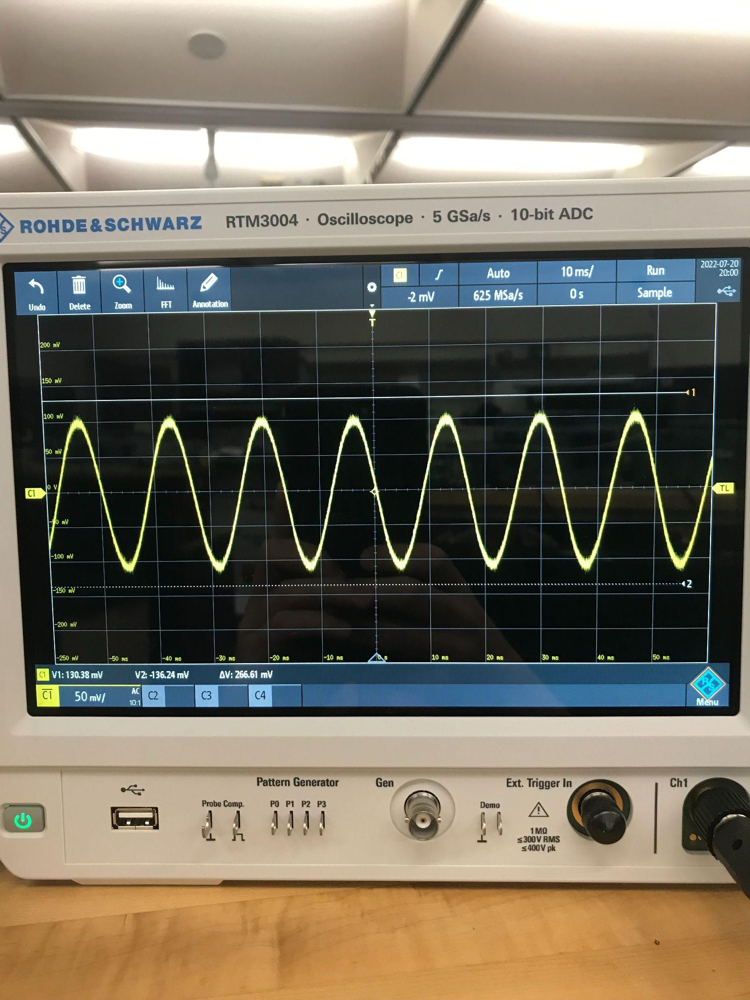 ROHDE&SCHWARZ RTM3004 · Oscilloscope · 5 GSa/s · 10-bit ADC
Undo Delete Zoom FFT Annotation
C1 Auto 10 ms/ Run 2022-07-20
20:00
-2 mV 625 MSa/s 0 s Sample
T
200 mV
150 mV
1
100 mV
50 mV
C1 0 V TL
-50 mV
-100 mV
2
-150 mV
-200 mV
-250 mV -50 ms -40 ms -30 ms -20 ms -10 ms 0 s 10 ms 20 ms 30 ms 40 ms 50 ms
C1 V1: 130.38 mV V2: -136.24 mV ΔV: 266.61 mV
C1 50 mV/ AC
10:1
C2 C3 C4
R/S
Menu
Pattern Generator Gen Ext. Trigger In Ch1
Probe Comp. P0 P1 P2 P3 Demo
1 MΩ
≤300 V RMS
≤400 V pk